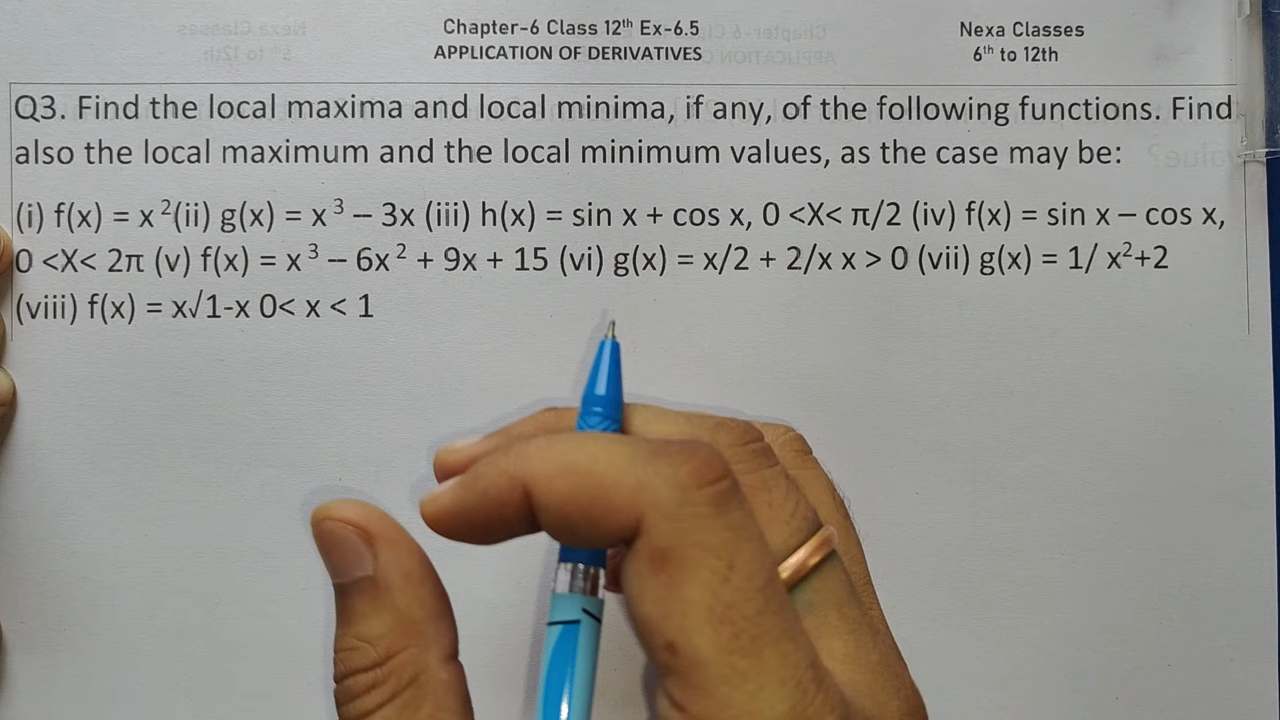 Chapter-6 Class 12th Ex-6.5
APPLICATION OF DERIVATIVES
Nexa Classes
6th to 12th
Q3. Find the local maxima and local minima, if any, of the following functions. Find
also the local maximum and the local minimum values, as the case may be:
(i) f(x) = x² (ii) g(x) = x³ – 3x (iii) h(x) = sin x + cos x, 0 <X< π/2 (iv) f(x) = sin x – cos x,
0 <X< 2π (v) f(x) = x³ – 6x² + 9x + 15 (vi) g(x) = x/2 + 2/x x > 0 (vii) g(x) = 1/ x²+2
(viii) f(x) = x√1-x 0< x < 1